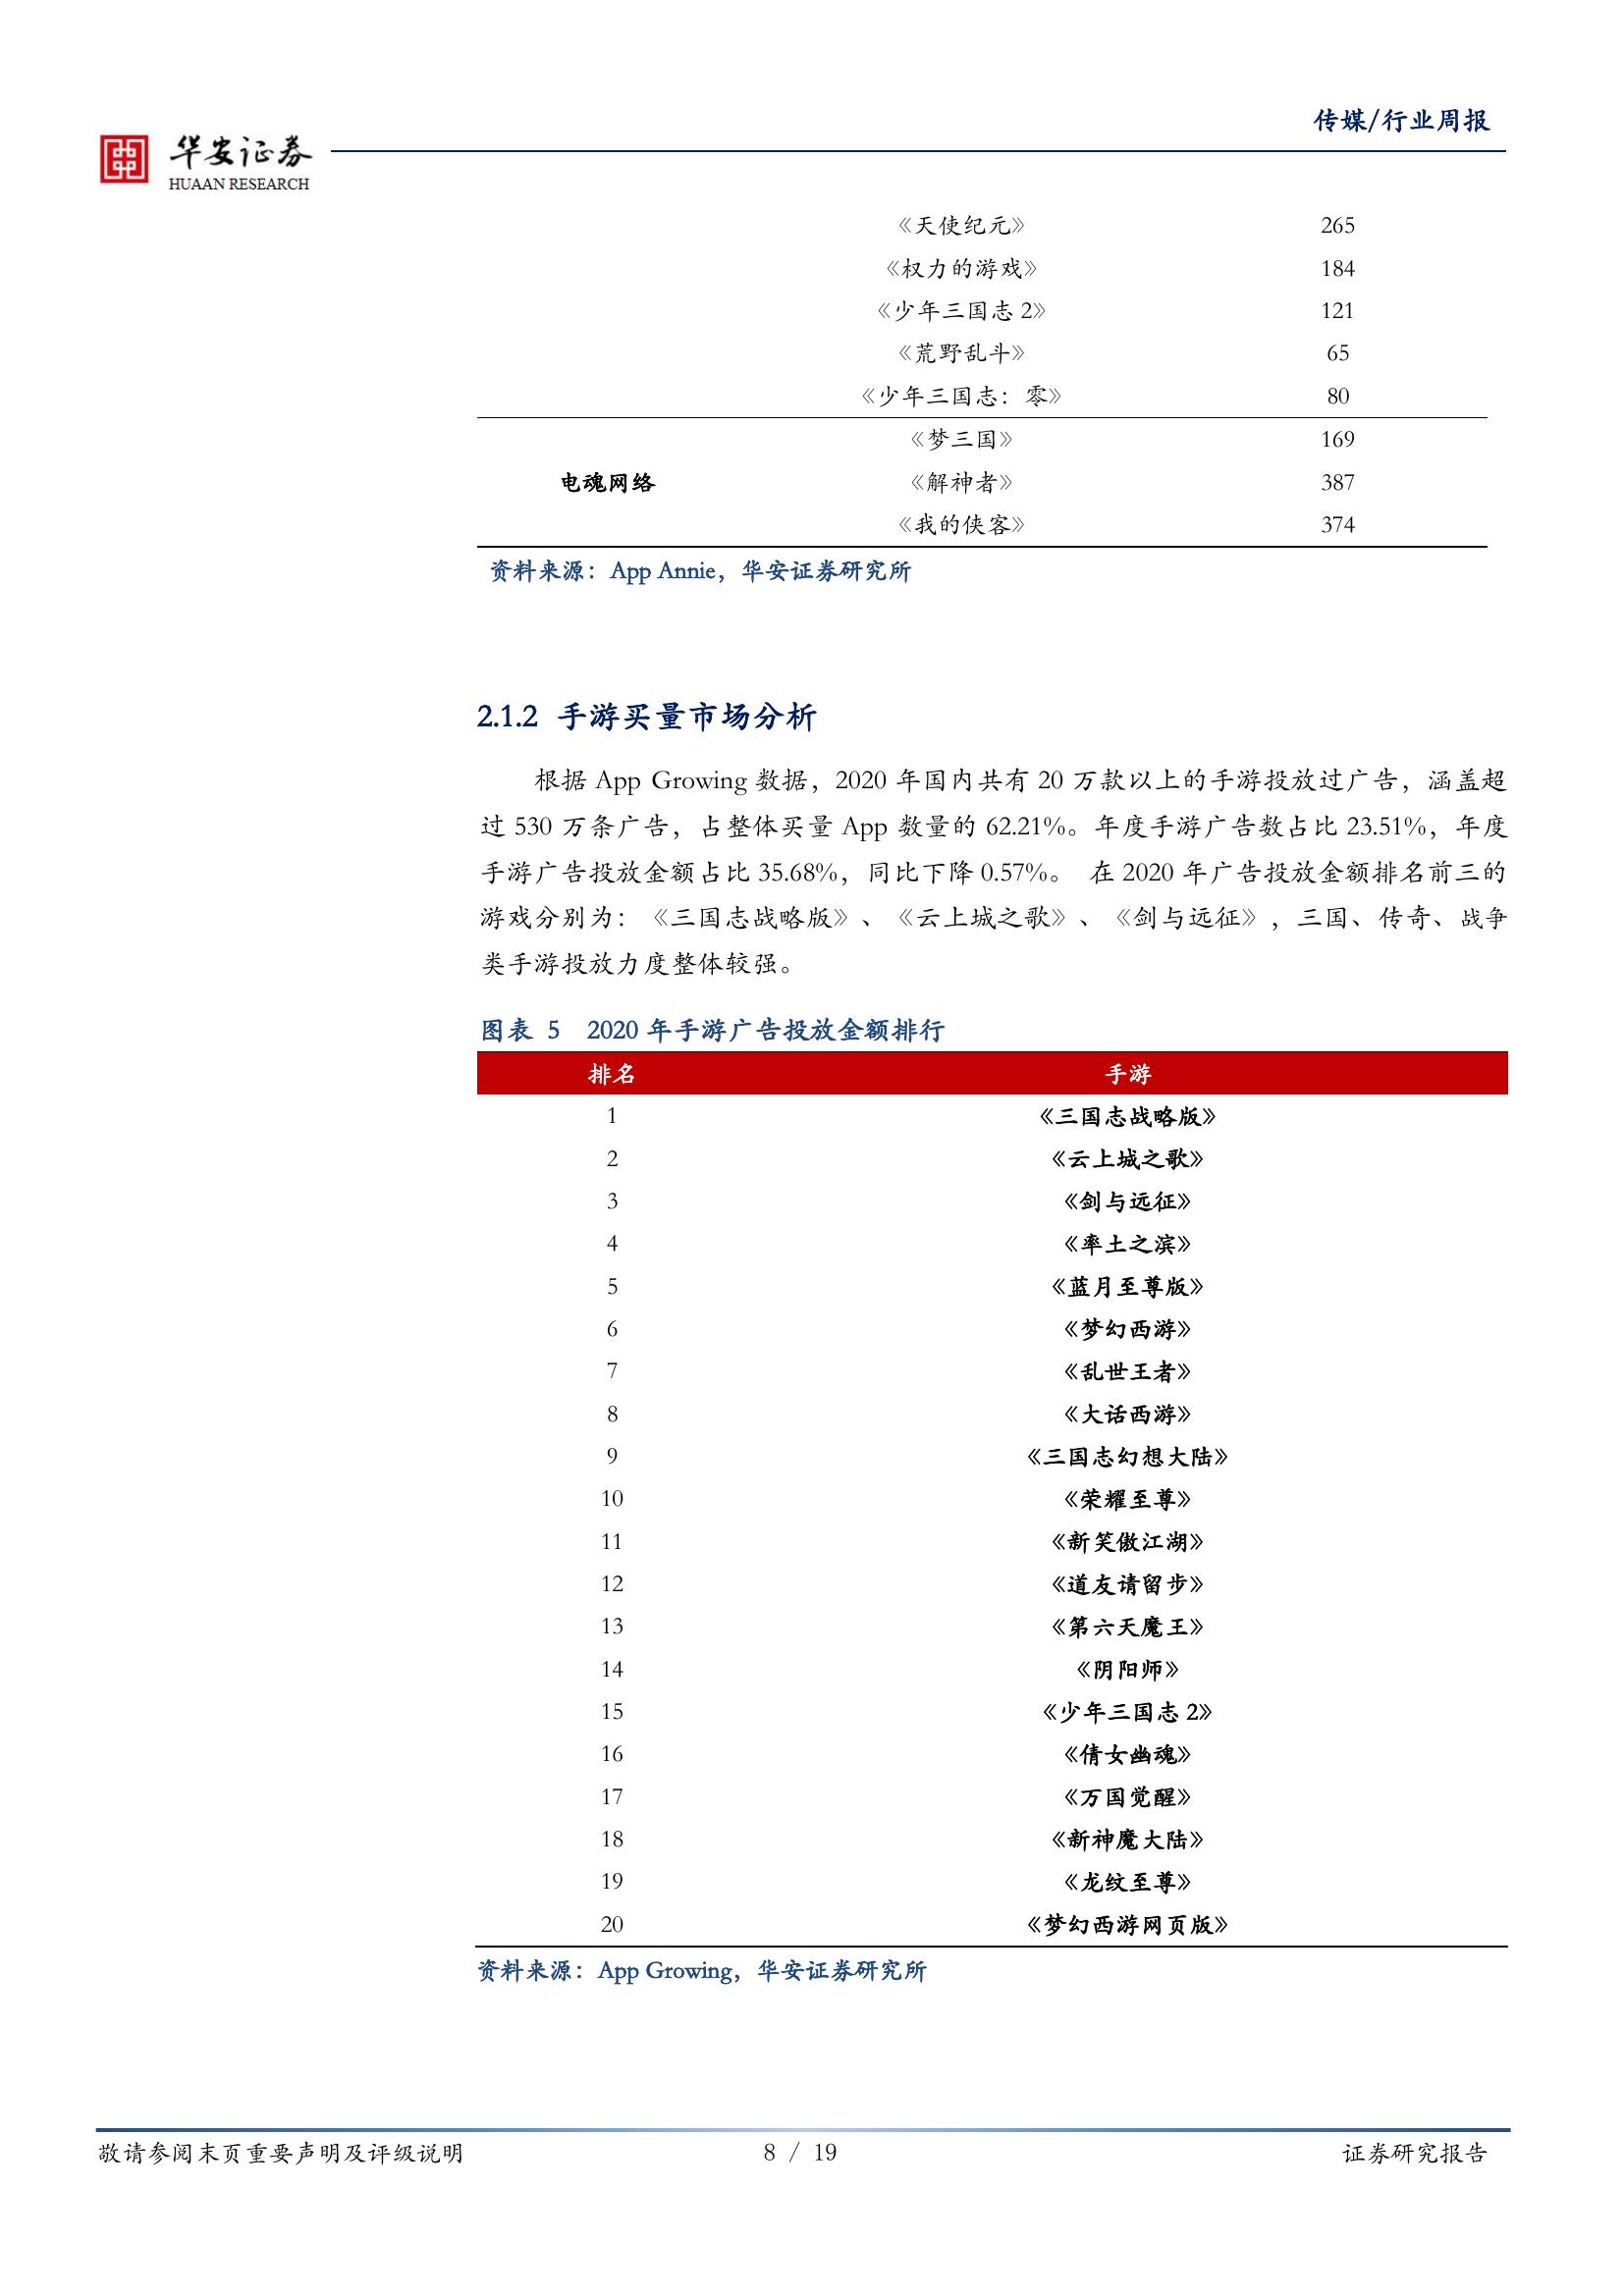 传媒/行业周报
华安证券
HUAAN RESEARCH
《天使纪元》 265
《权力的游戏》 184
《少年三国志 2》 121
《荒野乱斗》 65
《少年三国志：零》 80
《梦三国》 169
电魂网络 《解神者》 387
《我的侠客》 374
资料来源：App Annie，华安证券研究所
2.1.2 手游买量市场分析
根据 App Growing 数据，2020 年国内共有 20 万款以上的手游投放过广告，涵盖超
过 530 万条广告，占整体买量 App 数量的 62.21%。年度手游广告数占比 23.51%，年度
手游广告投放金额占比 35.68%，同比下降 0.57%。 在 2020 年广告投放金额排名前三的
游戏分别为：《三国志战略版》、《云上城之歌》、《剑与远征》，三国、传奇、战争
类手游投放力度整体较强。
图表 5 2020 年手游广告投放金额排行
排名 手游
1 《三国志战略版》
2 《云上城之歌》
3 《剑与远征》
4 《率土之滨》
5 《蓝月至尊版》
6 《梦幻西游》
7 《乱世王者》
8 《大话西游》
9 《三国志幻想大陆》
10 《荣耀至尊》
11 《新笑傲江湖》
12 《道友请留步》
13 《第六天魔王》
14 《阴阳师》
15 《少年三国志 2》
16 《倩女幽魂》
17 《万国觉醒》
18 《新神魔大陆》
19 《龙纹至尊》
20 《梦幻西游网页版》
资料来源：App Growing，华安证券研究所
敬请参阅末页重要声明及评级说明 8 / 19 证券研究报告